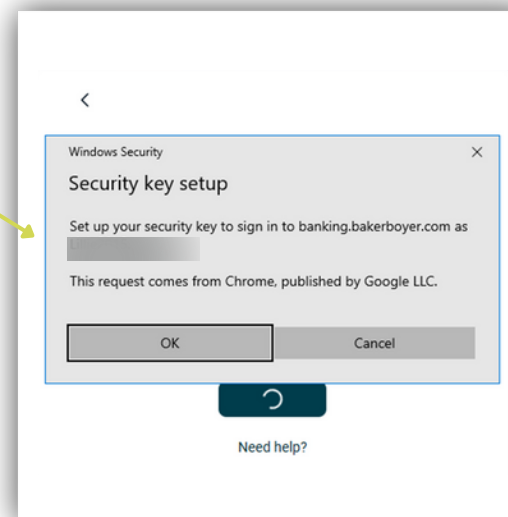 Windows Security
Security key setup
Set up your security key to sign in to banking.bakerboyer.com as
This request comes from Chrome, published by Google LLC.
OK
Cancel
Need help?